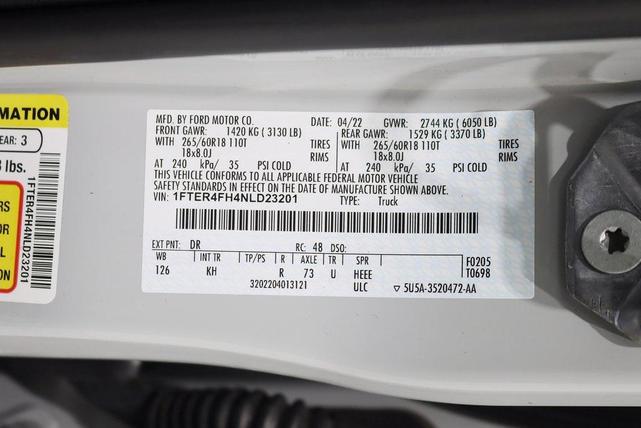 MATION
EAR: 3
lbs.
RS
OR
1FTER4FH4NLD23201
MFD. BY FORD MOTOR CO. DATE: 04/22 GVWR: 2744 KG ( 6050 LB)
FRONT GAWR: 1420 KG ( 3130 LB) REAR GAWR: 1529 KG ( 3370 LB)
WITH 265/60R18 110T TIRES WITH 265/60R18 110T TIRES
18x8.0J RIMS 18x8.0J RIMS
AT 240 kPa/ 35 PSI COLD AT 240 kPa/ 35 PSI COLD
THIS VEHICLE CONFORMS TO ALL APPLICABLE FEDERAL MOTOR VEHICLE
SAFETY STANDARDS IN EFFECT ON THE DATE OF MANUFACTURE SHOWN ABOVE.
VIN: 1FTER4FH4NLD23201 TYPE: Truck
EXT PNT: DR RC: 48 DSO: F0205
WB INT TR TP/PS R AXLE TR SPR T0698
126 KH R 73 U HEEE
3202204013121 ULC ▽ 5U5A-3520472-AA